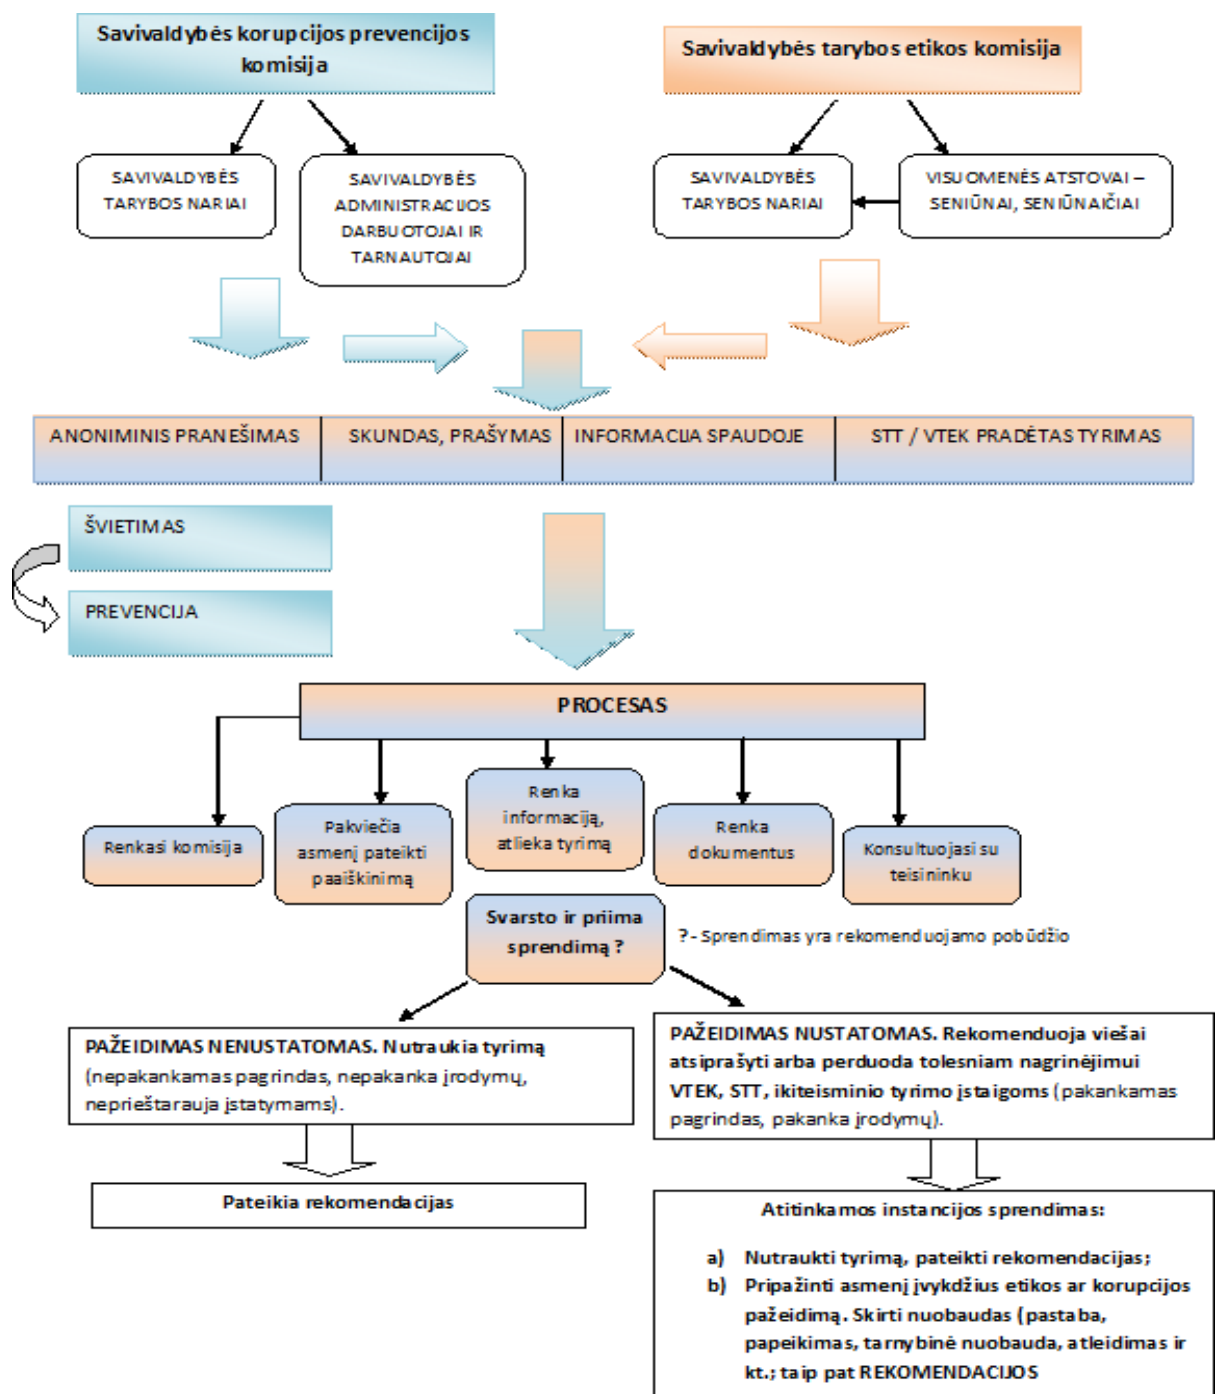 Savivaldybės korupcijos prevencijos
komisija
Savivaldybės tarybos etikos komisija
SAVIVALDYBĖS
TARYBOS NARIAI
SAVIVALDYBĖS
ADMINISTRACIJOS
DARBUOTOJAI IR
TARNAUTOJAI
SAVIVALDYBĖS
TARYBOS NARIAI
VISUOMENĖS ATSTOVAI –
SENIŪNAI, SENIŪNAIČIAI
ANONIMINIS PRANEŠIMAS
SKUNDAS, PRAŠYMAS
INFORMACIJA SPAUDOJE
STT / VTEK PRADĖTAS TYRIMAS
ŠVIETIMAS
PREVENCIJA
PROCESAS
Renkasi komisija
Pakviečia
asmenį pateikti
paaiškinimą
Renka
informaciją,
atlieka tyrimą
Renka
dokumentus
Konsultuojasi su
teisininku
Svarsto ir priima
sprendimą ?
? - Sprendimas yra rekomenduojamo pobūdžio
PAŽEIDIMAS NENUSTATOMAS. Nutraukia tyrimą
(nepakankamas pagrindas, nepakanka įrodymų,
neprieštarauja įstatymams).
Pateikia rekomendacijas
PAŽEIDIMAS NUSTATOMAS. Rekomenduoja viešai
atsiprašyti arba perduoda tolesniam nagrinėjimui
VTEK, STT, ikiteisminio tyrimo įstaigoms (pakankamas
pagrindas, pakanka įrodymų).
Atitinkamos instancijos sprendimas:
a) Nutraukti tyrimą, pateikti rekomendacijas;
b) Pripažinti asmenį įvykdžius etikos ar korupcijos
pažeidimą. Skirti nuobaudas (pastaba,
papeikimas, tarnybinė nuobauda, atleidimas ir
kt.; taip pat REKOMENDACIJOS